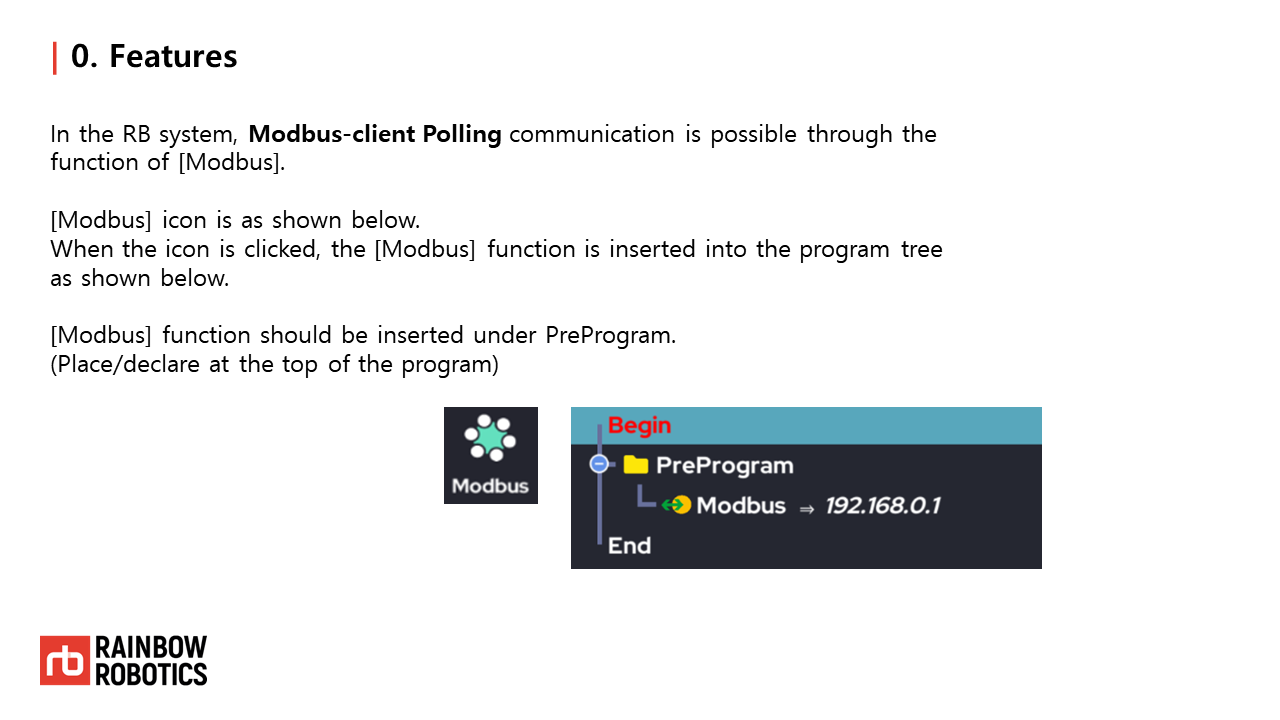 0. Features
In the RB system, Modbus-client Polling communication is possible through the
function of [Modbus].
[Modbus] icon is as shown below.
When the icon is clicked, the [Modbus] function is inserted into the program tree
as shown below.
[Modbus] function should be inserted under PreProgram.
(Place/declare at the top of the program)
Modbus
Begin
PreProgram
Modbus ⇒ 192.168.0.1
End
rb RAINBOW
ROBOTICS